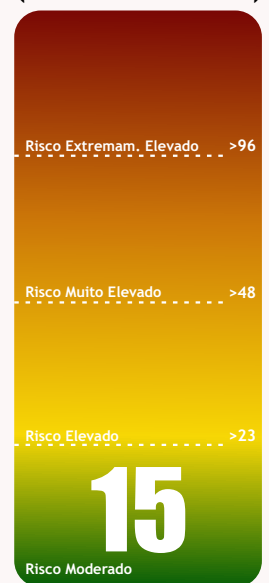 Risco Extremam. Elevado >96
Risco Muito Elevado >48
Risco Elevado >23
15
Risco Moderado